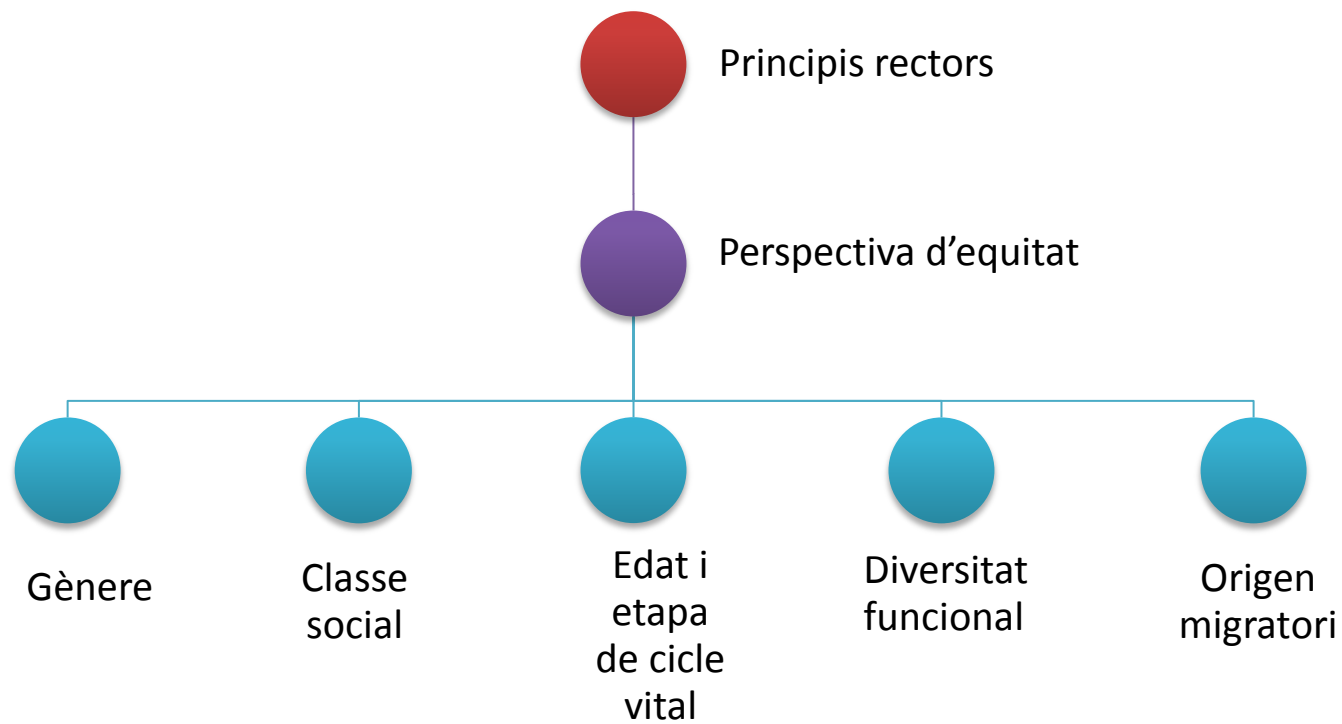 Principis rectors
Perspectiva d’equitat
Gènere
Classe
social
Edat i
etapa
de cicle
vital
Diversitat
funcional
Origen
migratori